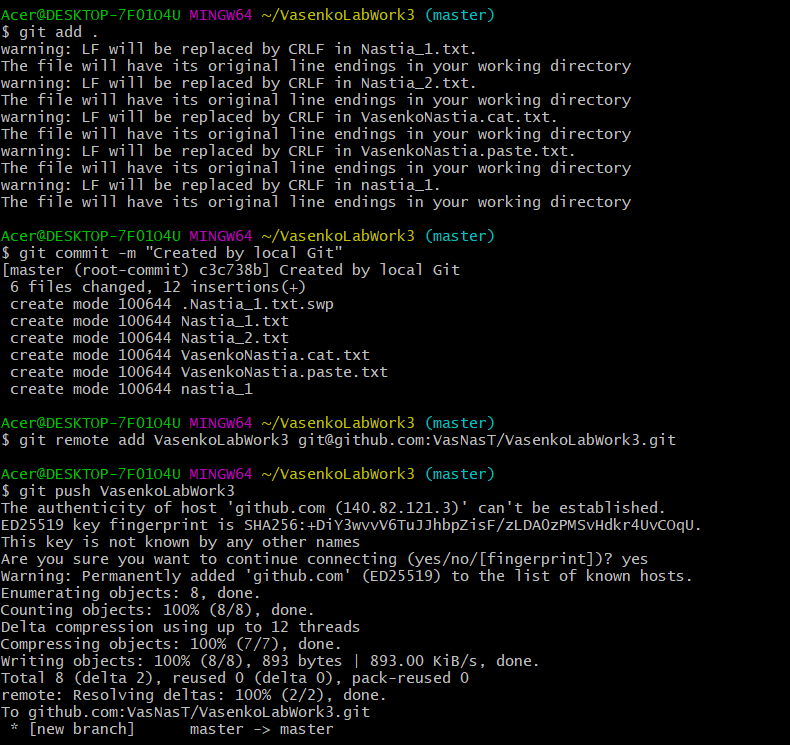 Acer@DESKTOP-7F01O4U MINGW64 ~/VasenkoLabWork3 (master)
$ git add .
warning: LF will be replaced by CRLF in Nastia_1.txt.
The file will have its original line endings in your working directory
warning: LF will be replaced by CRLF in Nastia_2.txt.
The file will have its original line endings in your working directory
warning: LF will be replaced by CRLF in VasenkoNastia.cat.txt.
The file will have its original line endings in your working directory
warning: LF will be replaced by CRLF in VasenkoNastia.paste.txt.
The file will have its original line endings in your working directory
warning: LF will be replaced by CRLF in nastia_1.
The file will have its original line endings in your working directory

Acer@DESKTOP-7F01O4U MINGW64 ~/VasenkoLabWork3 (master)
$ git commit -m "Created by local Git"
[master (root-commit) c3c738b] Created by local Git
 6 files changed, 12 insertions(+)
 create mode 100644 .Nastia_1.txt.swp
 create mode 100644 Nastia_1.txt
 create mode 100644 Nastia_2.txt
 create mode 100644 VasenkoNastia.cat.txt
 create mode 100644 VasenkoNastia.paste.txt
 create mode 100644 nastia_1

Acer@DESKTOP-7F01O4U MINGW64 ~/VasenkoLabWork3 (master)
$ git remote add VasenkoLabWork3 git@github.com:VasNasT/VasenkoLabWork3.git

Acer@DESKTOP-7F01O4U MINGW64 ~/VasenkoLabWork3 (master)
$ git push VasenkoLabWork3
The authenticity of host 'github.com (140.82.121.3)' can't be established.
ED25519 key fingerprint is SHA256:+DiY3wvvV6TuJJhbpZisF/zLDA0zPMSvHdkr4UvCOqU.
This key is not known by any other names
Are you sure you want to continue connecting (yes/no/[fingerprint])? yes
Warning: Permanently added 'github.com' (ED25519) to the list of known hosts.
Enumerating objects: 8, done.
Counting objects: 100% (8/8), done.
Delta compression using up to 12 threads
Compressing objects: 100% (7/7), done.
Writing objects: 100% (8/8), 893 bytes | 893.00 KiB/s, done.
Total 8 (delta 2), reused 0 (delta 0), pack-reused 0
remote: Resolving deltas: 100% (2/2), done.
To github.com:VasNasT/VasenkoLabWork3.git
 * [new branch]      master -> master